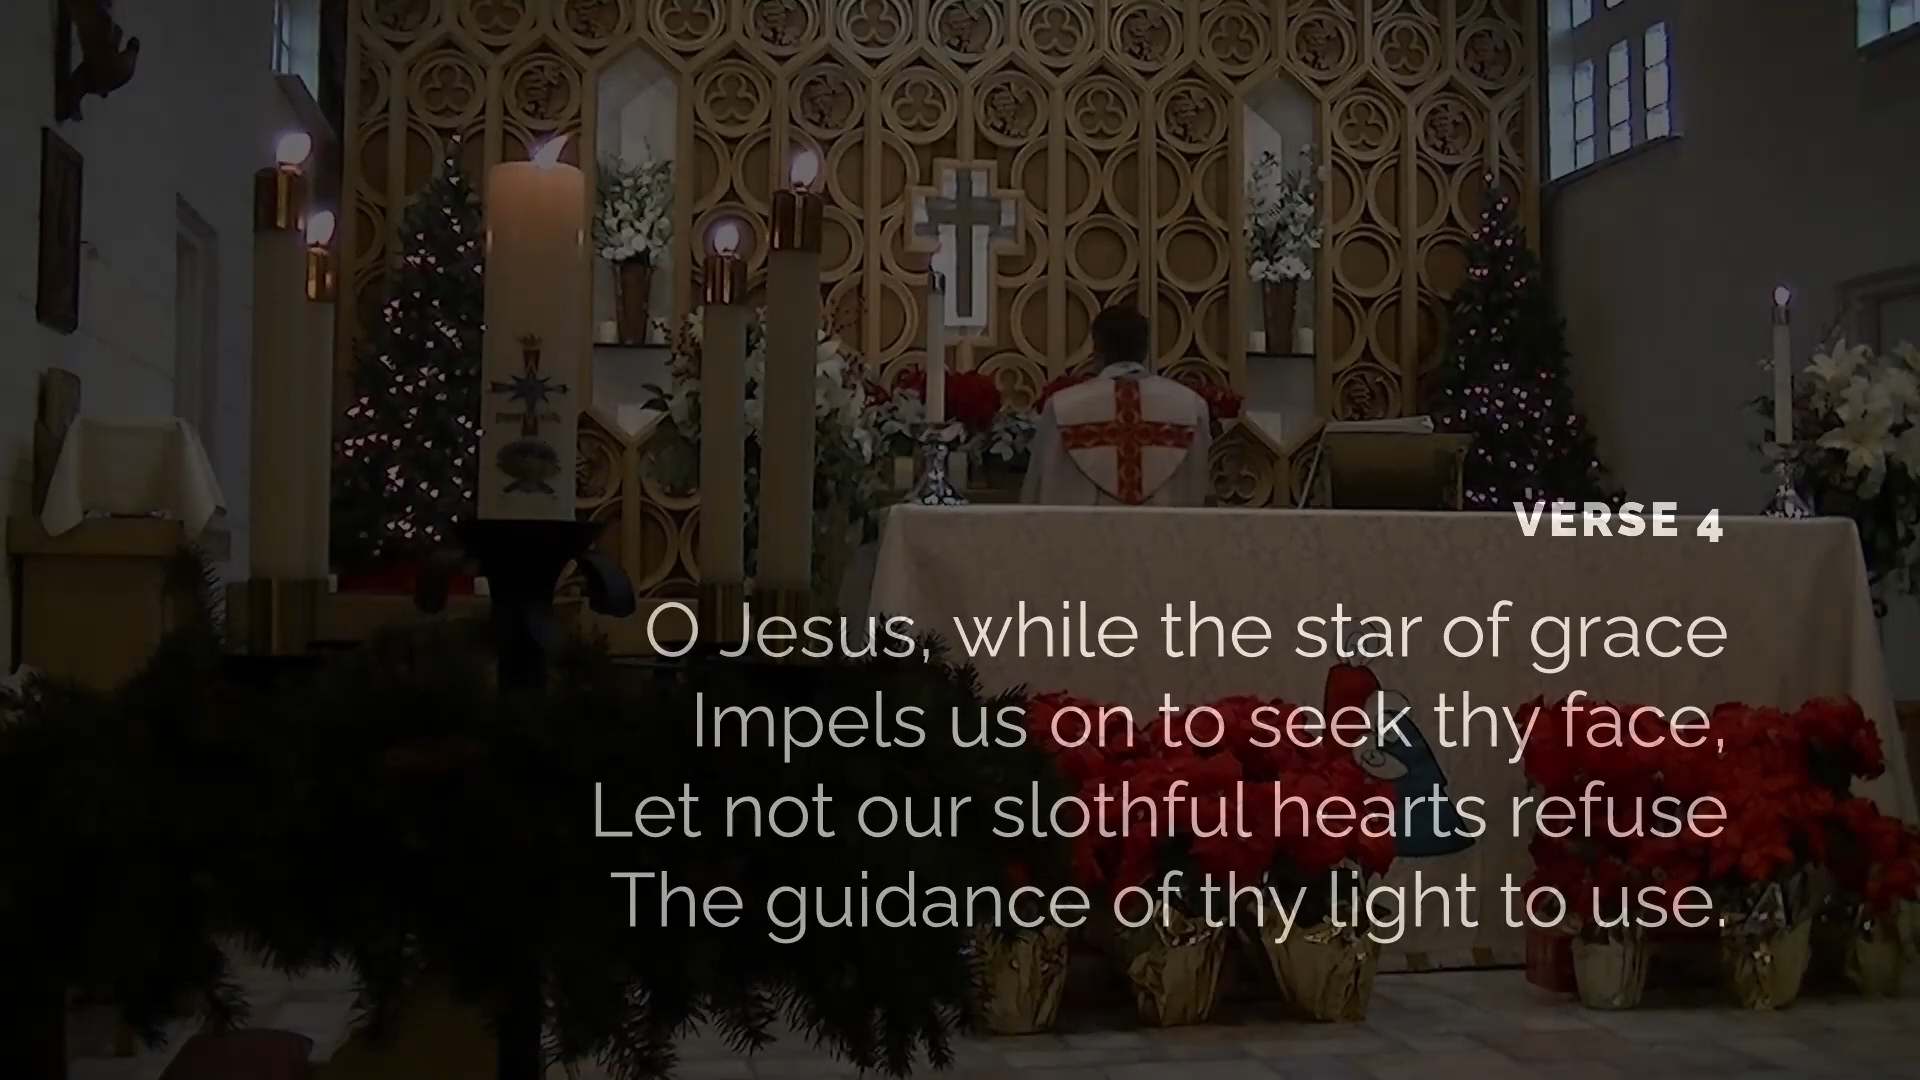 VERSE 4
O Jesus, while the star of grace
Impels us on to seek thy face,
Let not our slothful hearts refuse
The guidance of thy light to use.